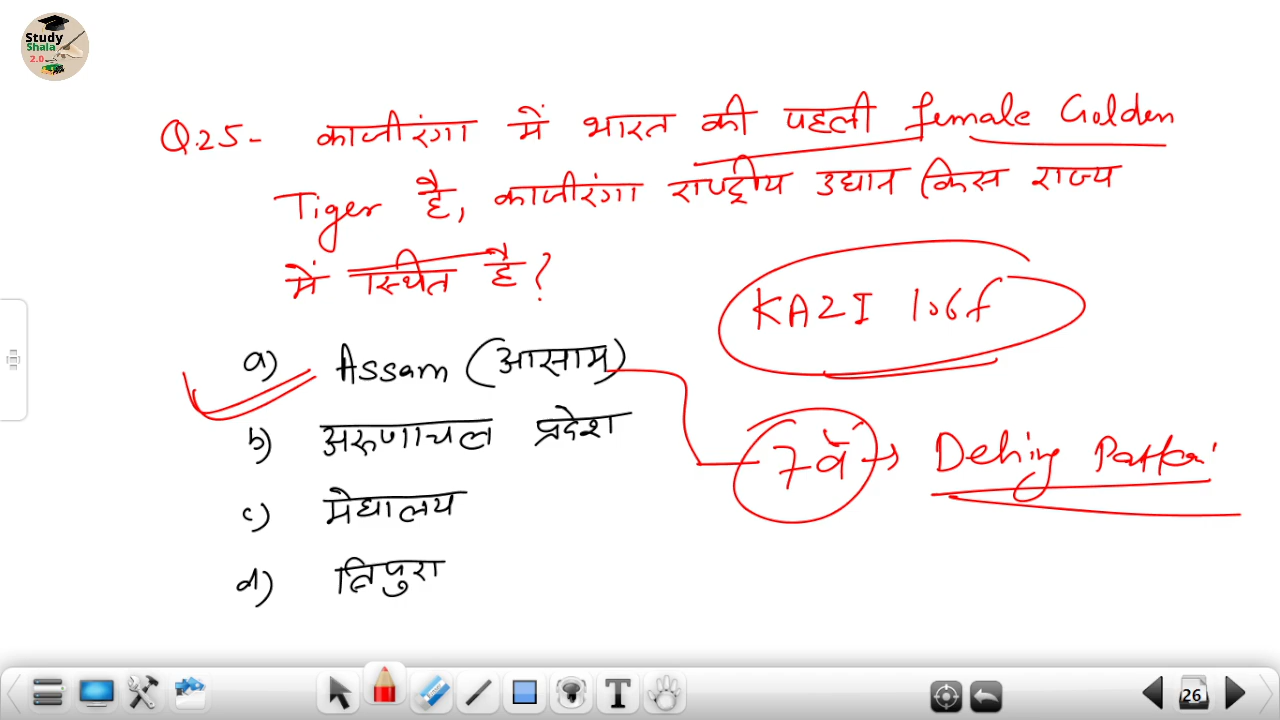 Study
Shala
2.0
Q.25- काजीरंगा में भारत की पहली female Golden
Tiger है, काजीरंगा राष्ट्रीय उद्यान किस राज्य
में स्थित है?
KAZI 106f
a) Assam (आसाम)
b) अरुणाचल प्रदेश
7वाँ → Dehing Patkai
c) मेघालय
d) त्रिपुरा
T
26